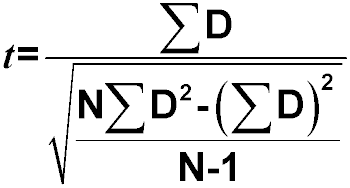 t = ∑D / √((N∑D² - (∑D)²) / (N-1))